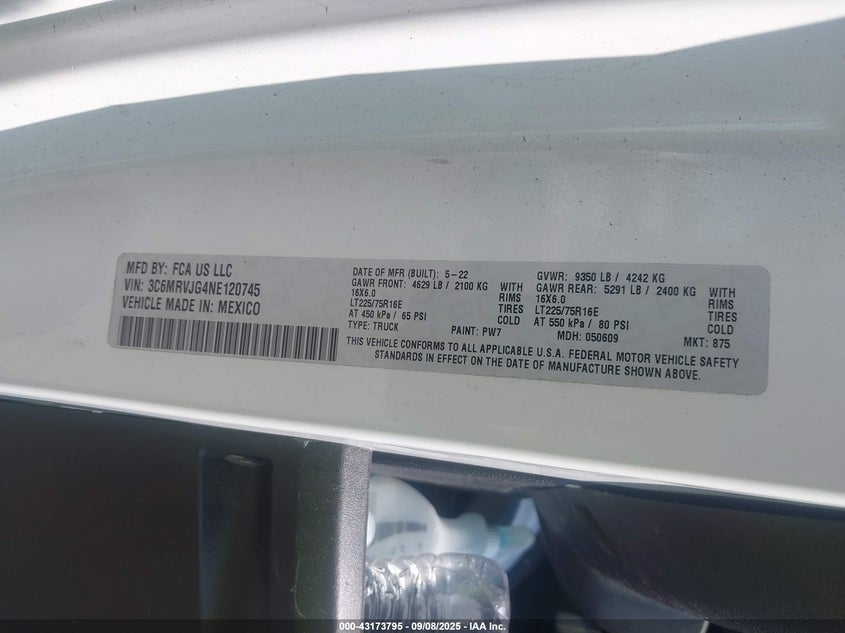 MFD BY: FCA US LLC
VIN: 3C6MRVJG4NE120745
VEHICLE MADE IN: MEXICO
DATE OF MFR (BUILT): 5-22
GAWR FRONT: 4629 LB / 2100 KG WITH
16X6.0 RIMS
LT225/75R16E TIRES
AT 450 kPa / 65 PSI COLD
TYPE: TRUCK PAINT: PW7
GVWR: 9350 LB / 4242 KG
GAWR REAR: 5291 LB / 2400 KG WITH
16X6.0 RIMS
LT225/75R16E TIRES
AT 550 kPa / 80 PSI COLD
MDH: 050609 MKT: 875
THIS VEHICLE CONFORMS TO ALL APPLICABLE U.S.A. FEDERAL MOTOR VEHICLE SAFETY
STANDARDS IN EFFECT ON THE DATE OF MANUFACTURE SHOWN ABOVE.
000-43173795 - 09/08/2025 - IAA Inc.